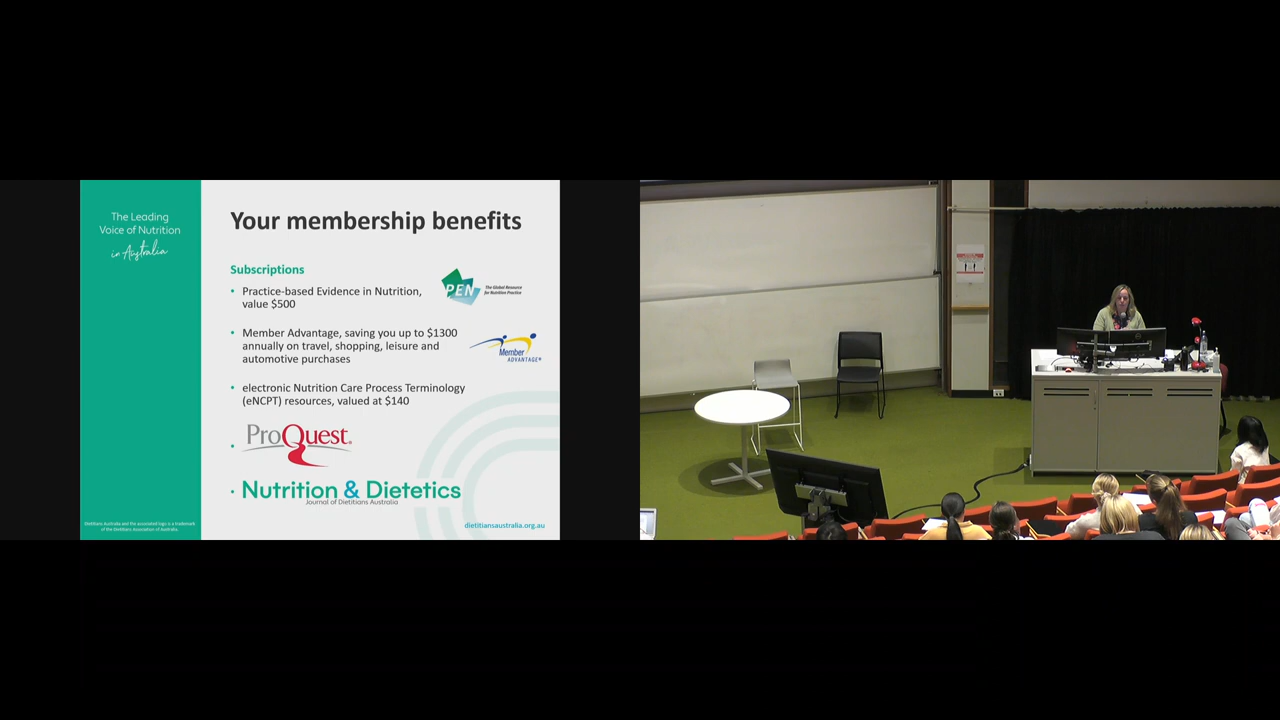 The Leading
Voice of Nutrition
in Australia
Dietitians Australia and the associated logo is a trademark
of the Dietitians Association of Australia.
Your membership benefits
Subscriptions
• Practice-based Evidence in Nutrition,
value $500
PEN
The Global Resource
for Nutrition Practice
• Member Advantage, saving you up to $1300
annually on travel, shopping, leisure and
automotive purchases
Member
ADVANTAGE®
• electronic Nutrition Care Process Terminology
(eNCPT) resources, valued at $140
• ProQuest®
• Nutrition & Dietetics
Journal of Dietitians Australia
dietitiansaustralia.org.au